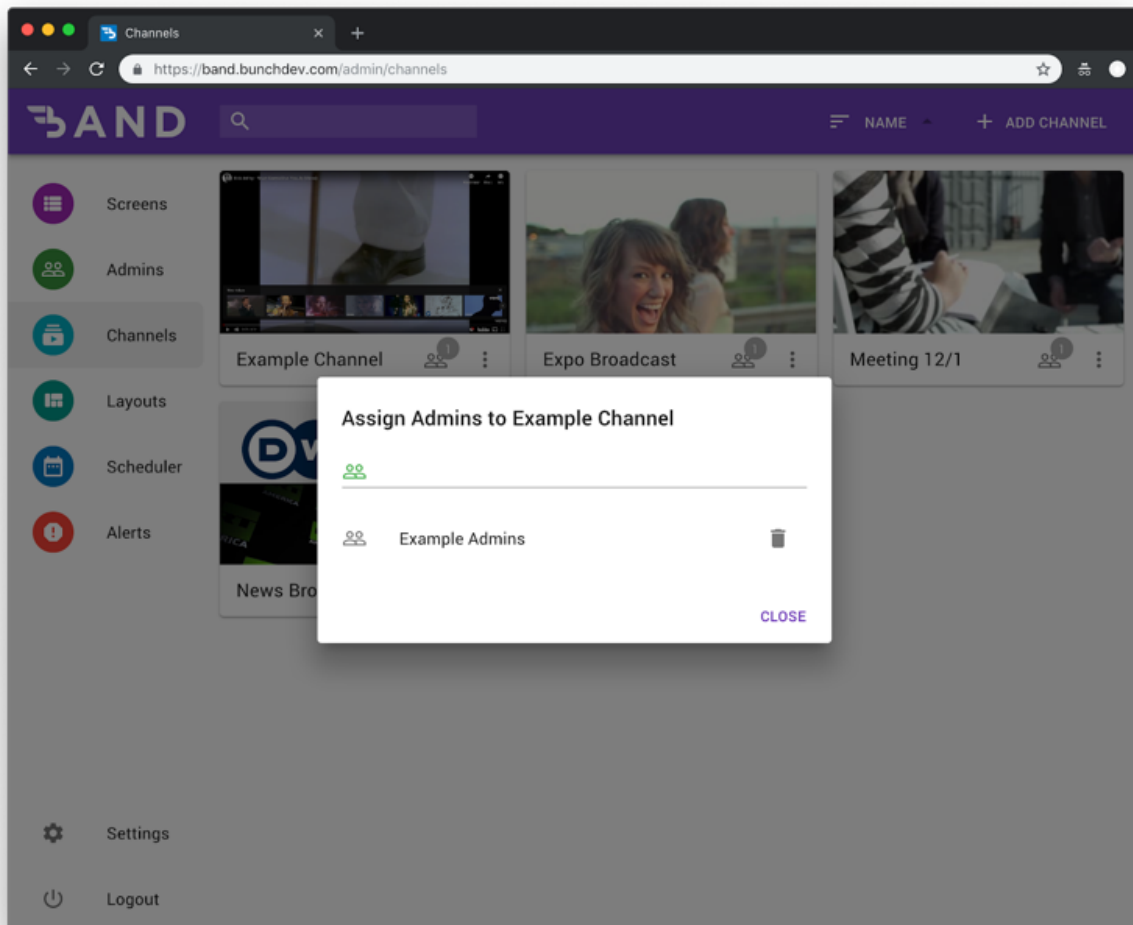 Channels
https://band.bunchdev.com/admin/channels
BAND
NAME
ADD CHANNEL
Screens
Admins
Channels
Layouts
Scheduler
Alerts
Example Channel
1
Expo Broadcast
1
Meeting 12/1
1
DW
News Bro
Assign Admins to Example Channel
Example Admins
CLOSE
Settings
Logout